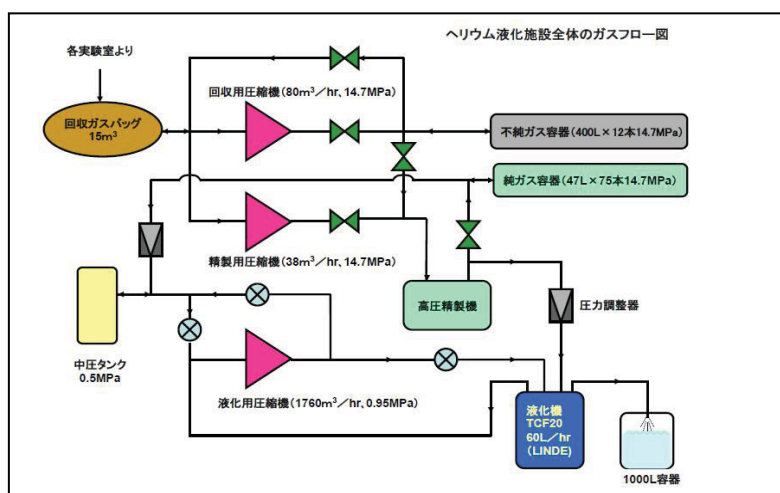 ヘリウム液化施設全体のガスフロー図
各実験室より
回収用圧縮機(80m³/hr、14.7MPa)
回収ガスバッグ
15m³
不純ガス容器(400L×12本14.7MPa)
純ガス容器(47L×75本14.7MPa)
精製用圧縮機(38m³/hr、14.7MPa)
高圧精製機
圧力調整器
中圧タンク
0.5MPa
液化用圧縮機(1760m³/hr、0.95MPa)
液化機
TCF20
60L/hr
(LINDE)
1000L容器